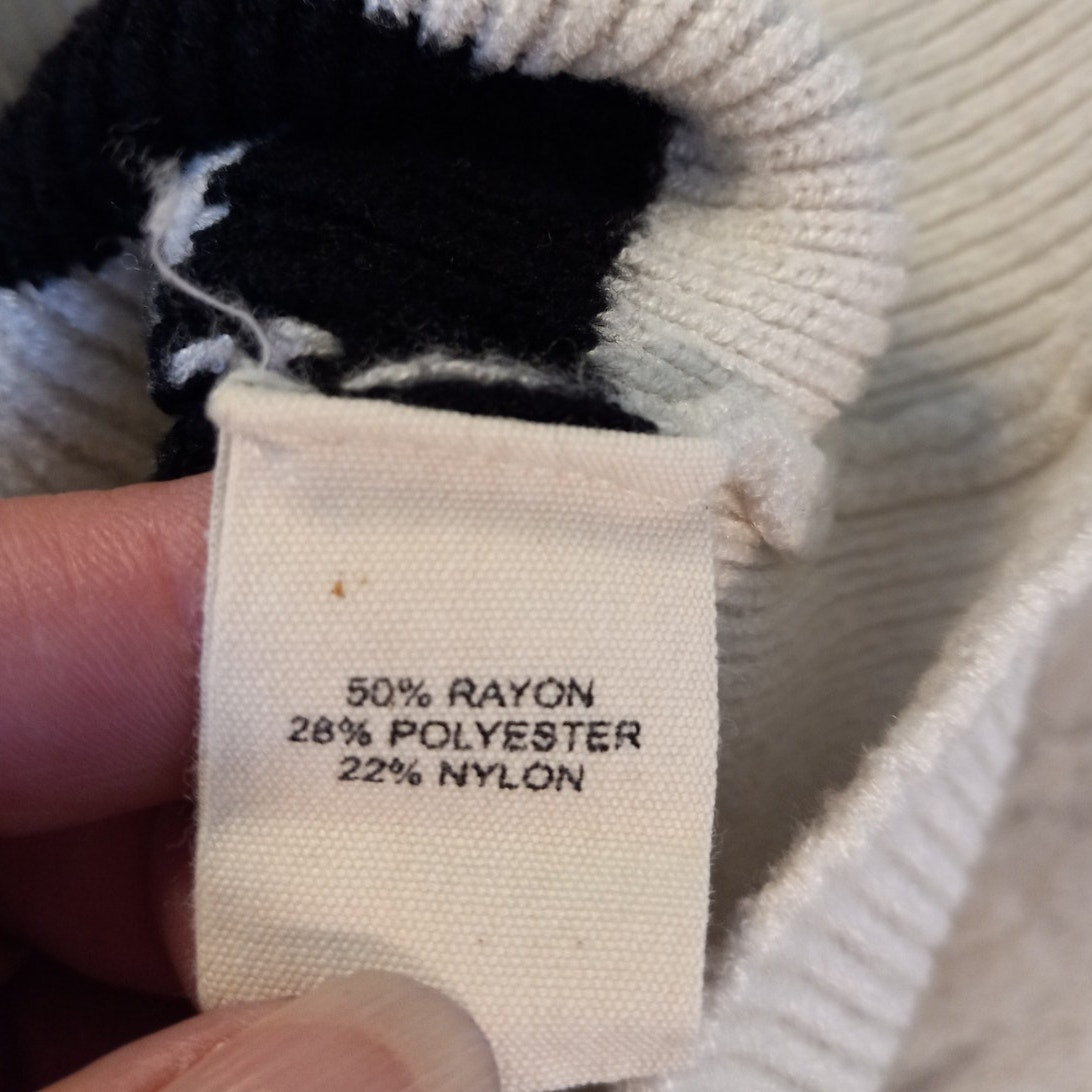 50% RAYON
28% POLYESTER
22% NYLON